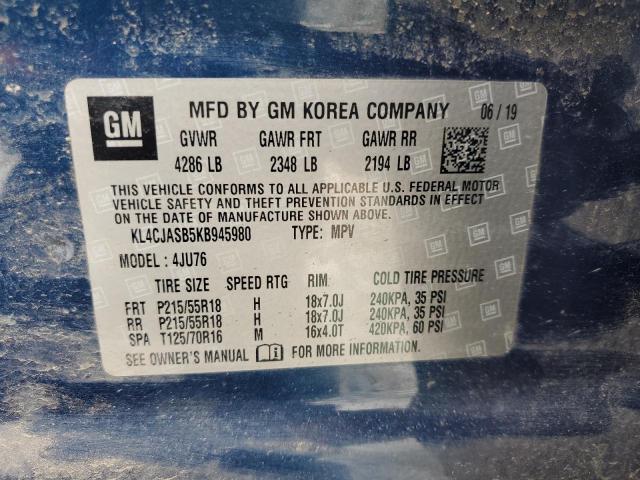 GM MFD BY GM KOREA COMPANY 06/19
GVWR GAWR FRT GAWR RR
4286 LB 2348 LB 2194 LB
THIS VEHICLE CONFORMS TO ALL APPLICABLE U.S. FEDERAL MOTOR
VEHICLE SAFETY AND THEFT PREVENTION STANDARDS IN EFFECT
ON THE DATE OF MANUFACTURE SHOWN ABOVE.
KL4CJASB5KB945980 TYPE: MPV
MODEL: 4JU76
TIRE SIZE SPEED RTG RIM COLD TIRE PRESSURE
FRT P215/55R18 H 18x7.0J 240KPA, 35 PSI
RR P215/55R18 H 18x7.0J 240KPA, 35 PSI
SPA T125/70R16 M 16x4.0T 420KPA, 60 PSI
SEE OWNER'S MANUAL FOR MORE INFORMATION.